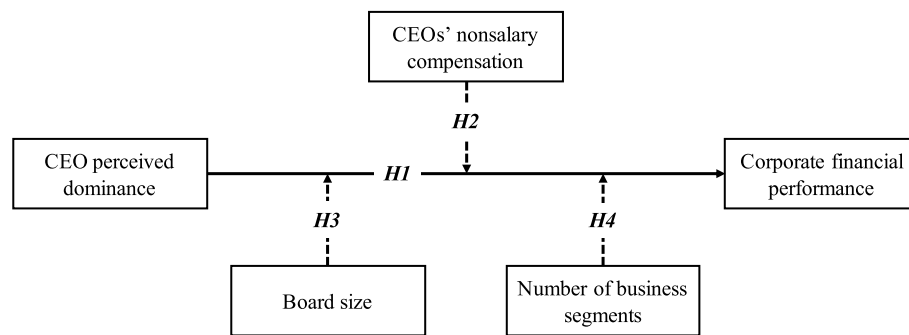 CEOs’ nonsalary
compensation
H2
CEO perceived
dominance
H1
Corporate financial
performance
H3
H4
Board size
Number of business
segments